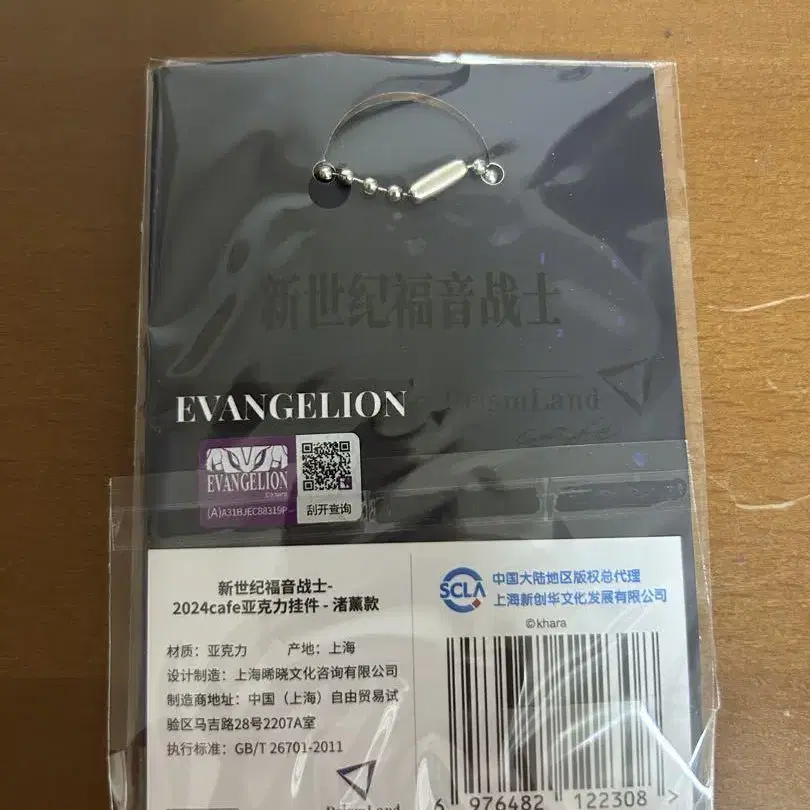 新世纪福音战士
EVANGELION
PrismLand
EVANGELION
©khara
(A)A31BJEC88319P
刮开查询
新世纪福音战士-
2024cafe亚克力挂件 - 渚薰款
材质：亚克力 产地：上海
设计制造：上海晞晓文化咨询有限公司
制造商地址：中国（上海）自由贸易试
验区马吉路28号2207A室
执行标准：GB/T 26701-2011
PrismLand
SCLA
中国大陆地区版权总代理
上海新创华文化发展有限公司
©khara
6 976482 122308 >